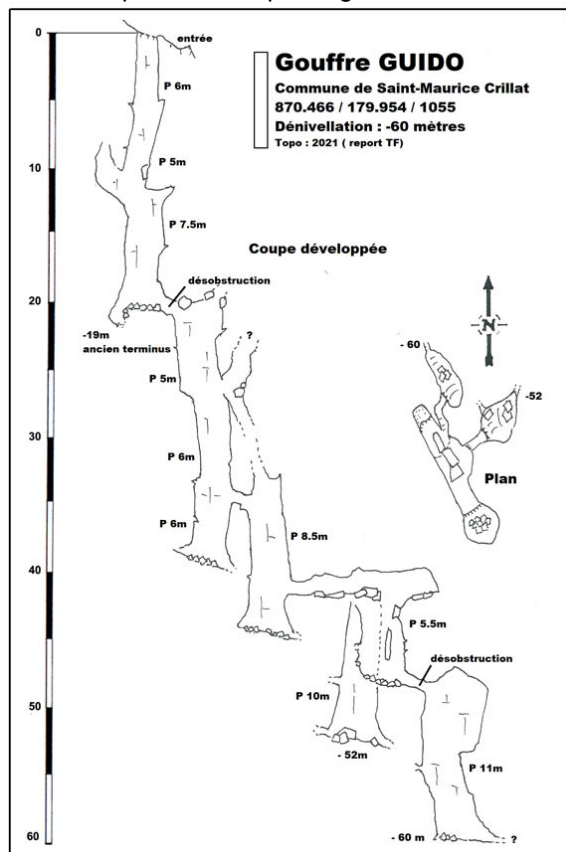 0
entrée
Gouffre GUIDO
Commune de Saint-Maurice Crillat
870.466 / 179.954 / 1055
Dénivellation : -60 mètres
Topo : 2021 ( report TF)
P 6m
10
P 5m
P 7.5m
Coupe développée
désobstruction
20
-19m
ancien terminus
?
N
- 60
-52
P 5m
30
P 6m
Plan
P 6m
P 8.5m
40
P 5.5m
désobstruction
P 10m
50
- 52m
P 11m
60
- 60 m
?